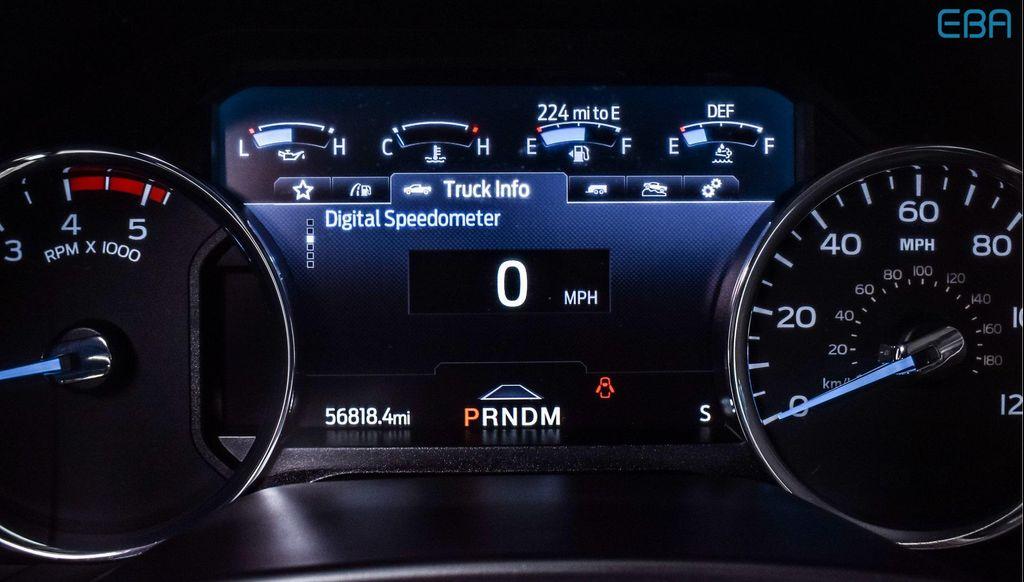 EBA
224 mi to E
DEF
L H
C H
E F
E F
Truck Info
Digital Speedometer
0 MPH
3 4 5
RPM X 1000
20 40 60 80
MPH
20 40 60 80 100 120 140 160 180
0
56818.4mi
PRNDM
S